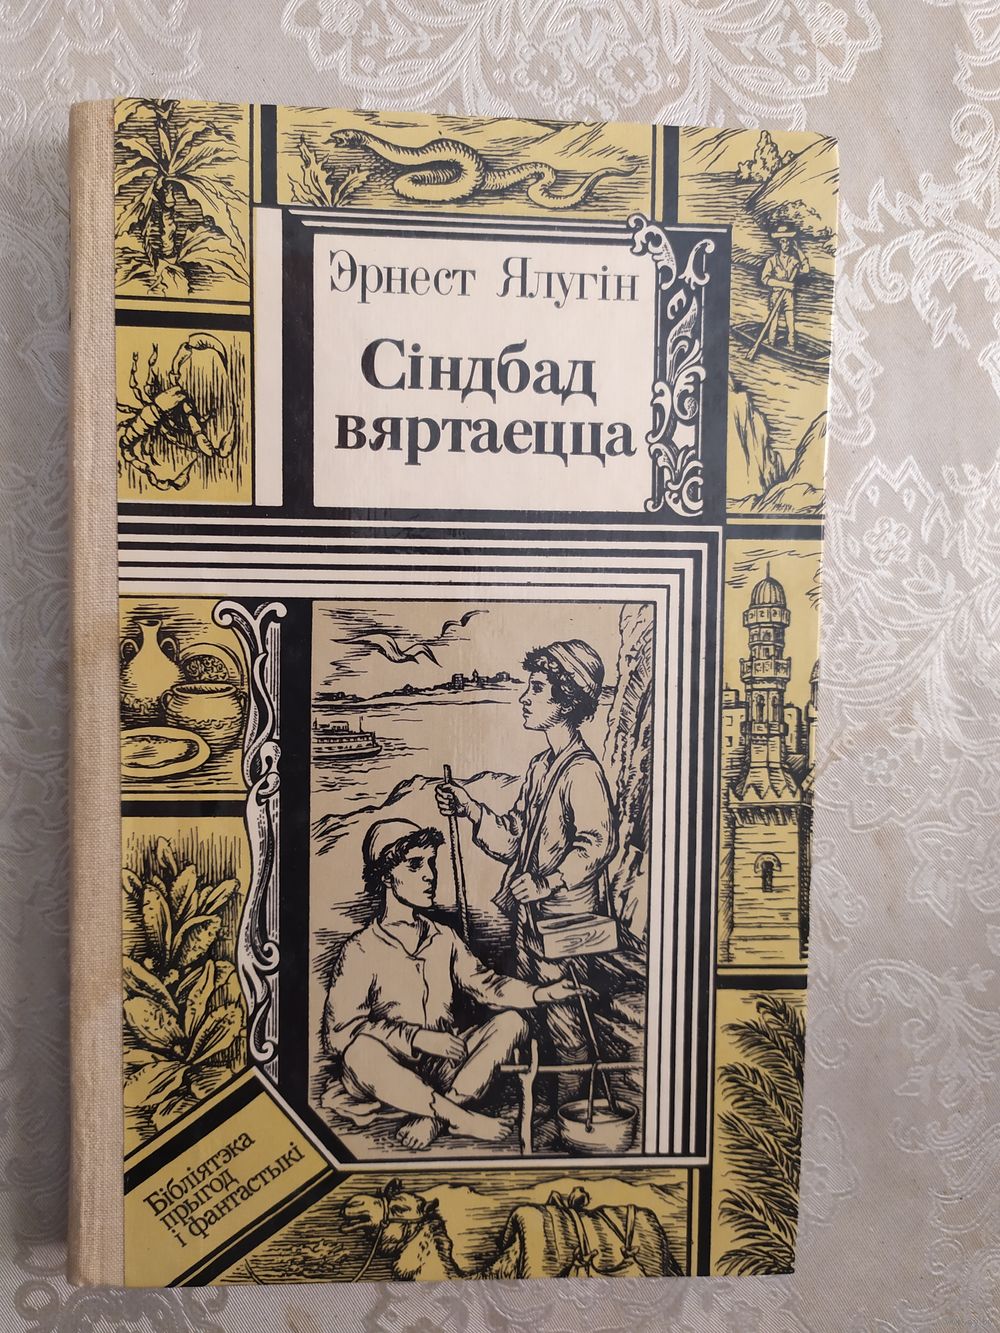 Эрнест Ялугін
Сіндбад
вяртаецца
Бібліятэка
прыгод
і фантастыкі